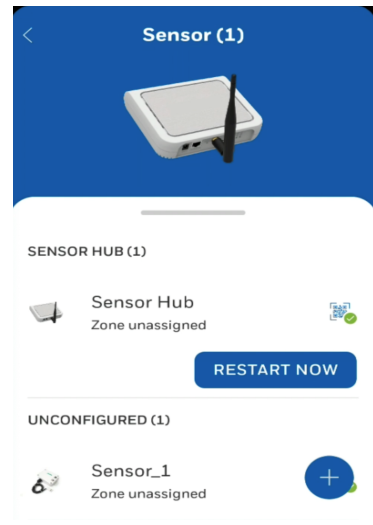 Sensor (1)
SENSOR HUB (1)
Sensor Hub
Zone unassigned
RESTART NOW
UNCONFIGURED (1)
Sensor_1
Zone unassigned